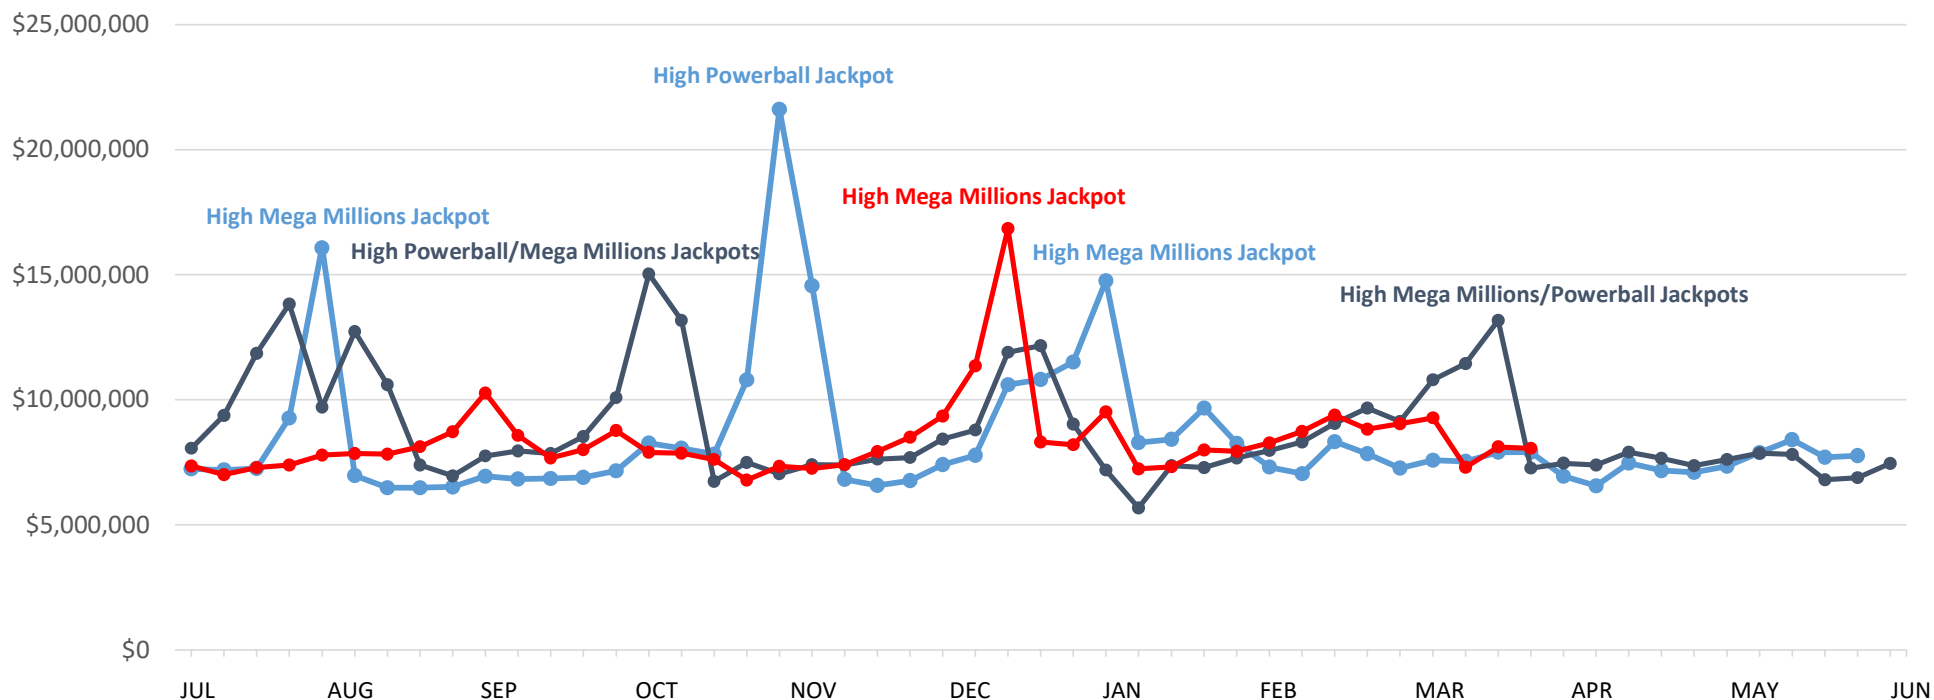 $25,000,000
High Powerball Jackpot
$20,000,000
High Mega Millions Jackpot
High Mega Millions Jackpot
High Powerball/Mega Millions Jackpots
High Mega Millions Jackpot
$15,000,000
High Mega Millions/Powerball Jackpots
$10,000,000
$5,000,000
$0
JUL AUG SEP OCT NOV DEC JAN FEB MAR APR MAY JUN